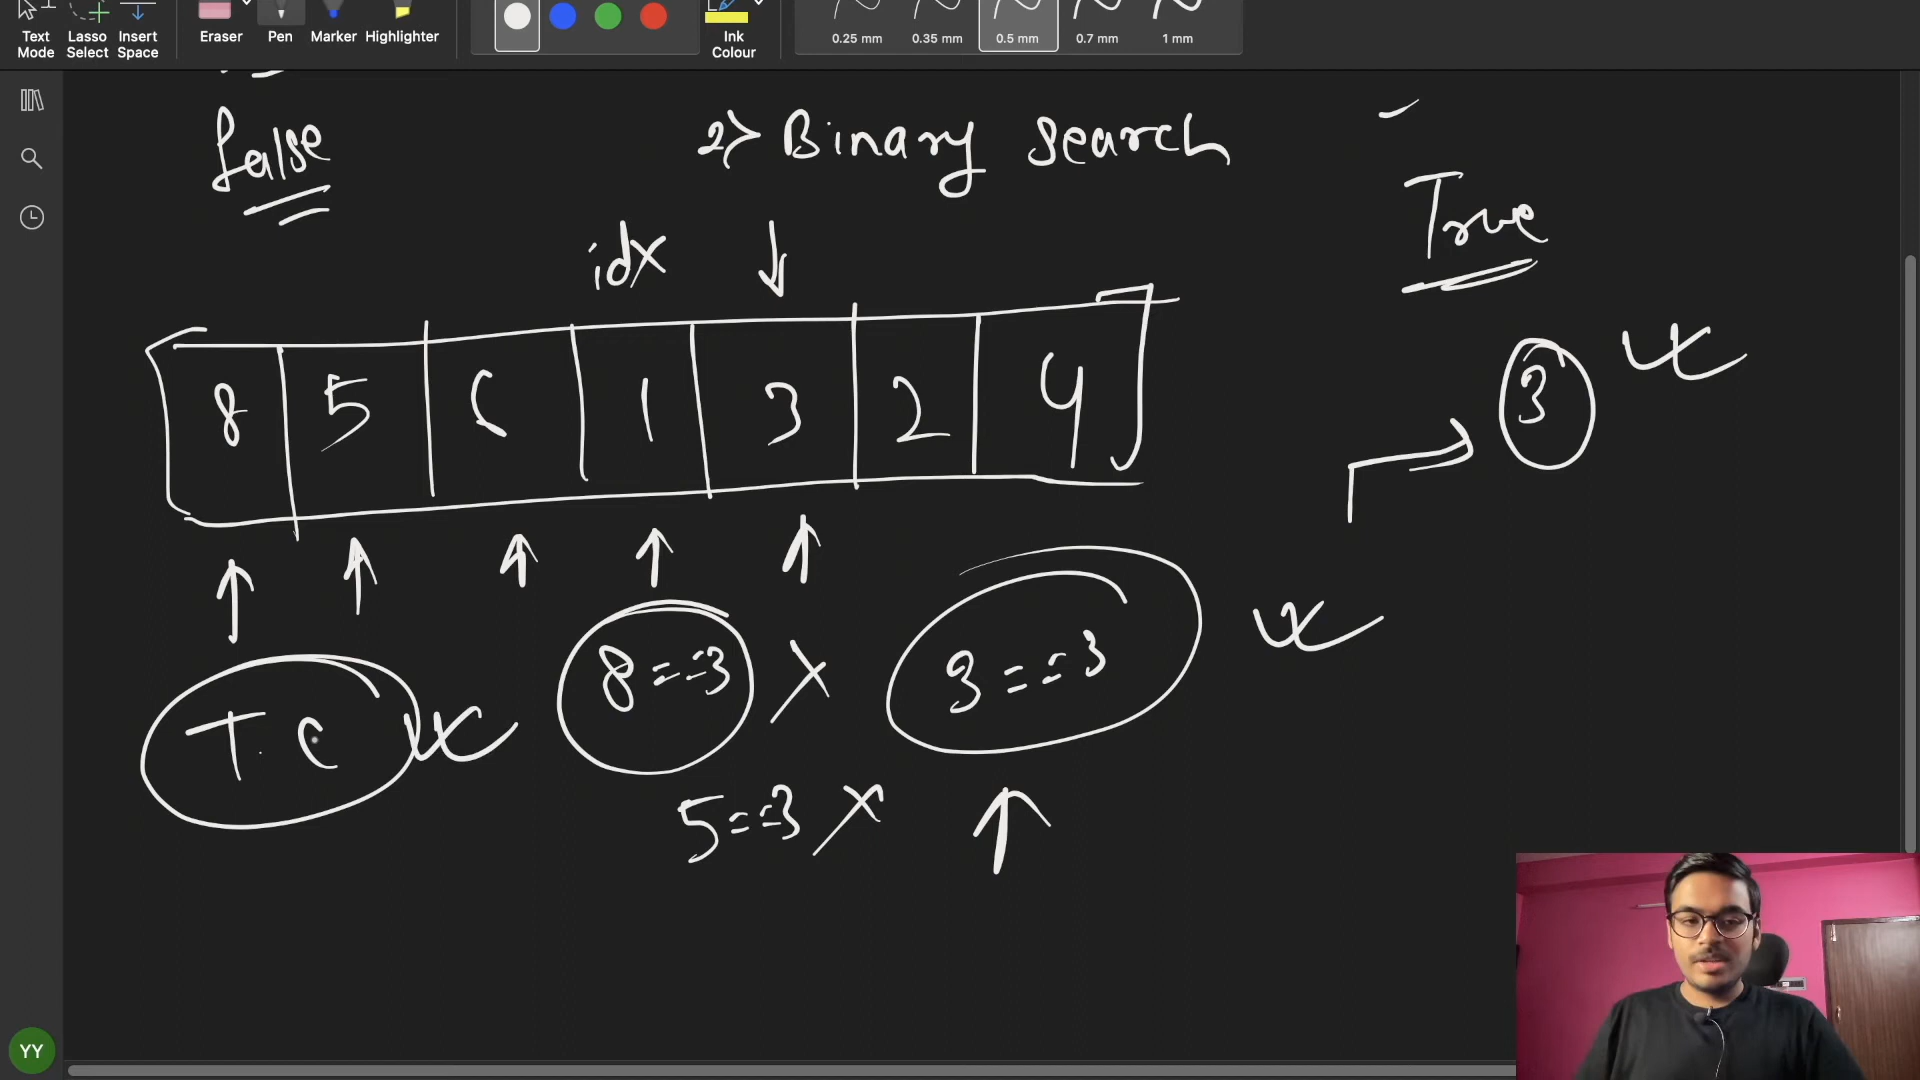 Text Mode
Lasso Select
Insert Space
Eraser
Pen
Marker
Highlighter
Ink Colour
0.25 mm
0.35 mm
0.5 mm
0.7 mm
1 mm
False
2> Binary Search
True
idx
8 5 6 1 3 2 4
3
8==3 X
3==3
T.C
5==3 X
YY